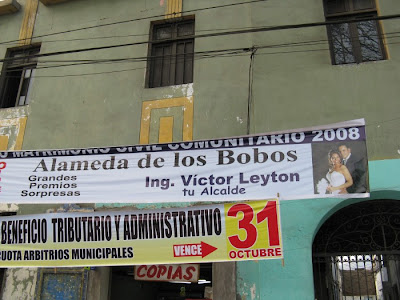 MATRIMONIO CIVIL COMUNITARIO 2008
Alameda de los Bobos
Grandes
Premios
Sorpresas
Ing. Víctor Leyton
tu Alcalde
BENEFICIO TRIBUTARIO Y ADMINISTRATIVO
CUOTA ARBITRIOS MUNICIPALES
VENCE
31
OCTUBRE
COPIAS